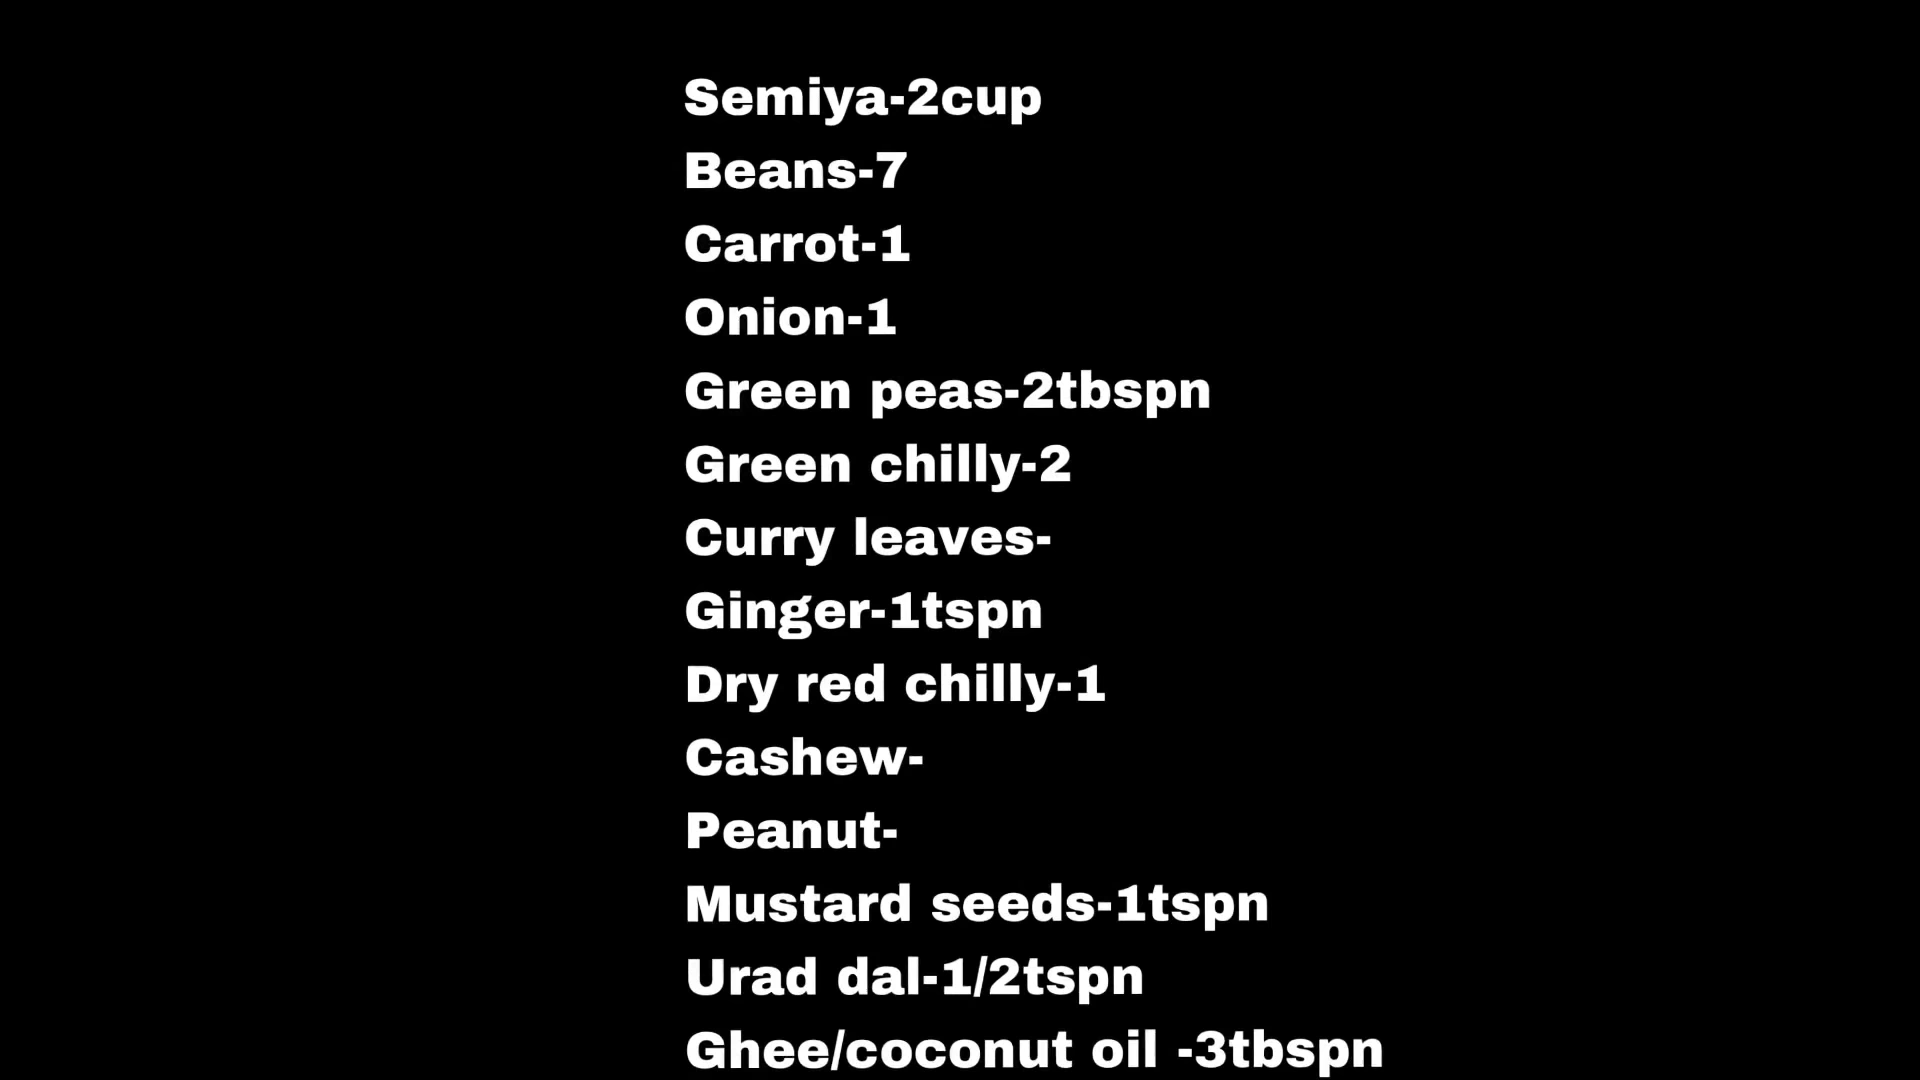 Semiya-2cup
Beans-7
Carrot-1
Onion-1
Green peas-2tbspn
Green chilly-2
Curry leaves-
Ginger-1tspn
Dry red chilly-1
Cashew-
Peanut-
Mustard seeds-1tspn
Urad dal-1/2tspn
Ghee/coconut oil -3tbspn